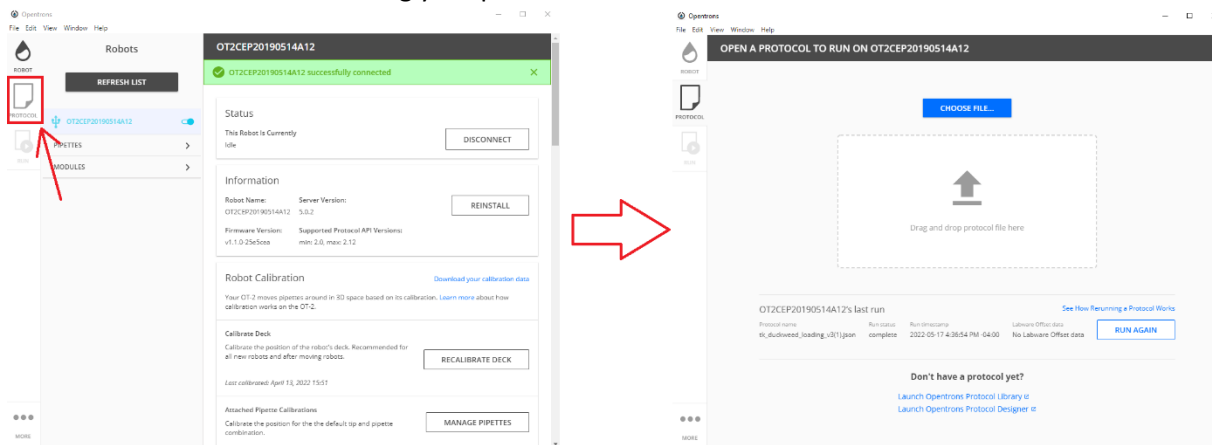 Opentrons
File Edit View Window Help
ROBOT
PROTOCOL
RUN
MORE
Robots
REFRESH LIST
OT2CEP20190514A12
PIPETTES
MODULES
OT2CEP20190514A12
OT2CEP20190514A12 successfully connected
Status
This Robot Is Currently
Idle
DISCONNECT
Information
Robot Name: Server Version:
OT2CEP20190514A12 5.0.2
REINSTALL
Firmware Version: Supported Protocol API Versions:
v1.1.0-25e5cea min: 2.0, max: 2.12
Robot Calibration Download your calibration data
Your OT-2 moves pipettes around in 3D space based on its calibration. Learn more about how
calibration works on the OT-2.
Calibrate Deck
Calibrate the position of the robot's deck. Recommended for
all new robots and after moving robots.
RECALIBRATE DECK
Last calibrated: April 13, 2022 15:51
Attached Pipette Calibrations
Calibrate the position for the the default tip and pipette
combination.
MANAGE PIPETTES
Opentrons
File Edit View Window Help
ROBOT
PROTOCOL
RUN
MORE
OPEN A PROTOCOL TO RUN ON OT2CEP20190514A12
CHOOSE FILE...
Drag and drop protocol file here
OT2CEP20190514A12's last run See How Rerunning a Protocol Works
Protocol name Run status Run timestamp Labware Offset data
tk_duckweed_loading_v3(1).json complete 2022-05-17 4:36:54 PM -04:00 No Labware Offset data
RUN AGAIN
Don't have a protocol yet?
Launch Opentrons Protocol Library
Launch Opentrons Protocol Designer